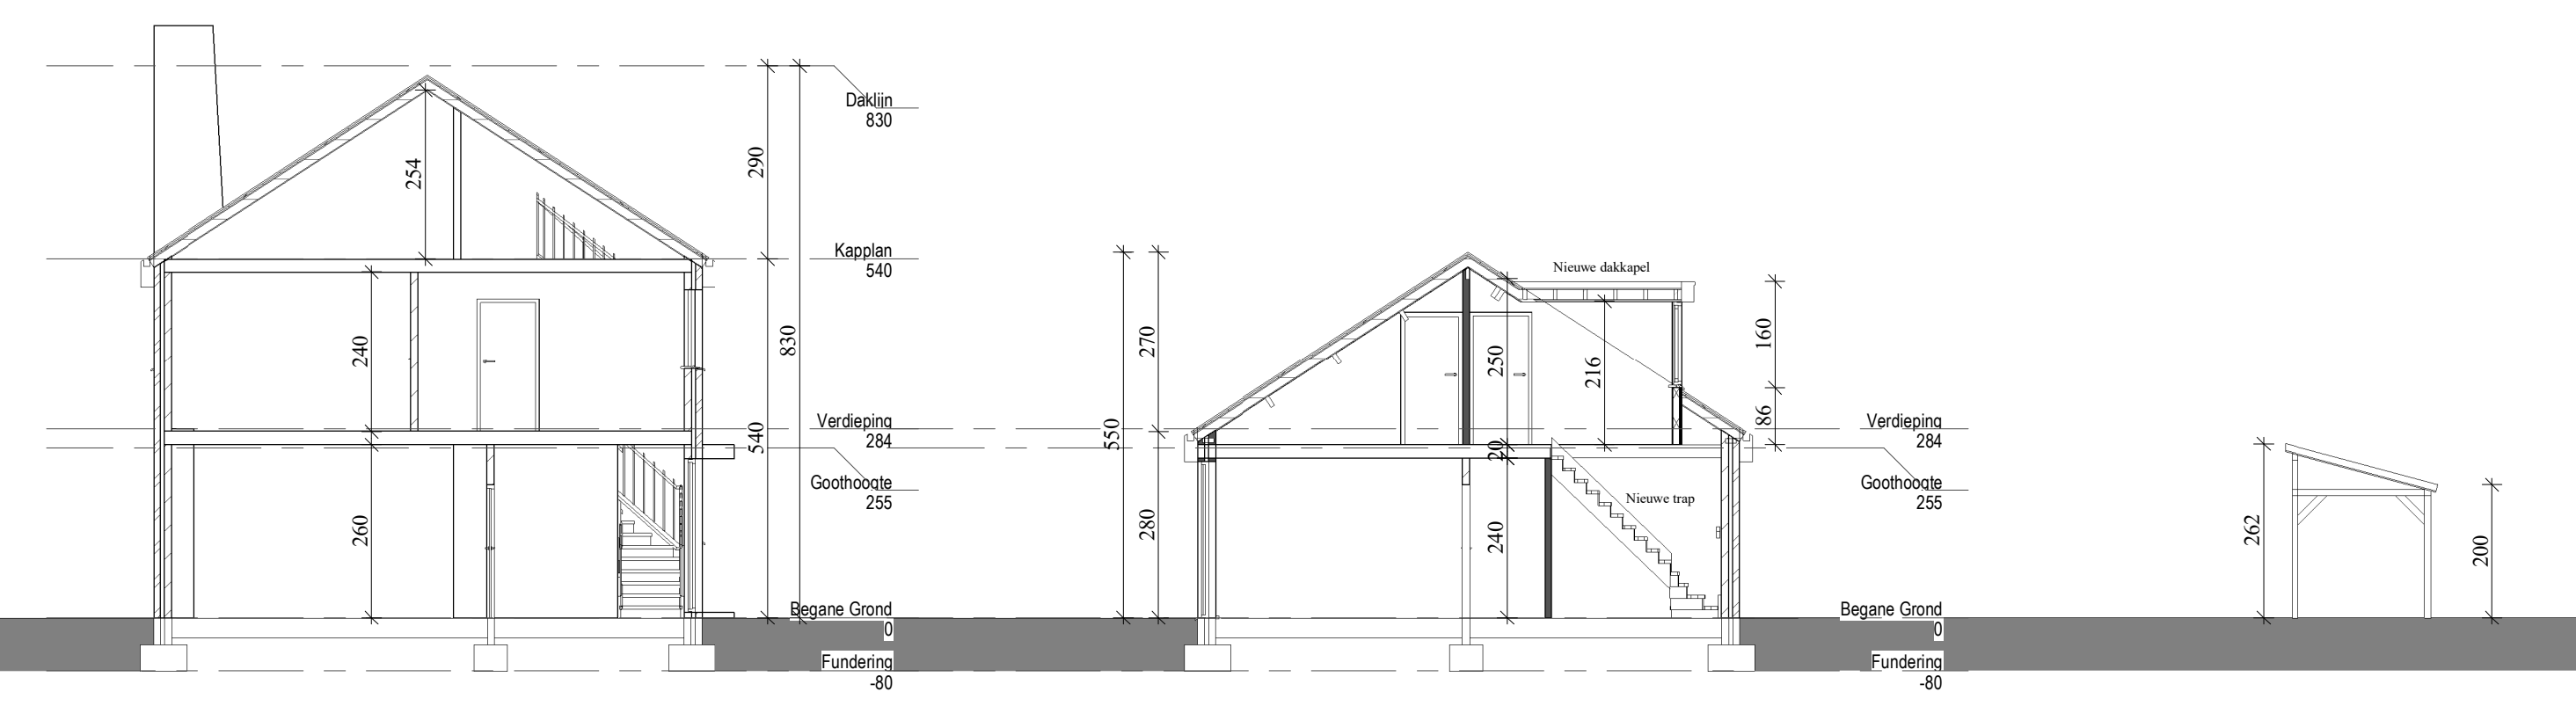 Daklijn
830
290
254
Kapplan
540
240
830
Verdieping
284
540
Goothoogte
255
260
Begane Grond
0
Fundering
-80
Nieuwe dakkapel
270
550
250
216
160
86
20
Verdieping
284
Goothoogte
255
Nieuwe trap
280
240
Begane Grond
0
Fundering
-80
262
200